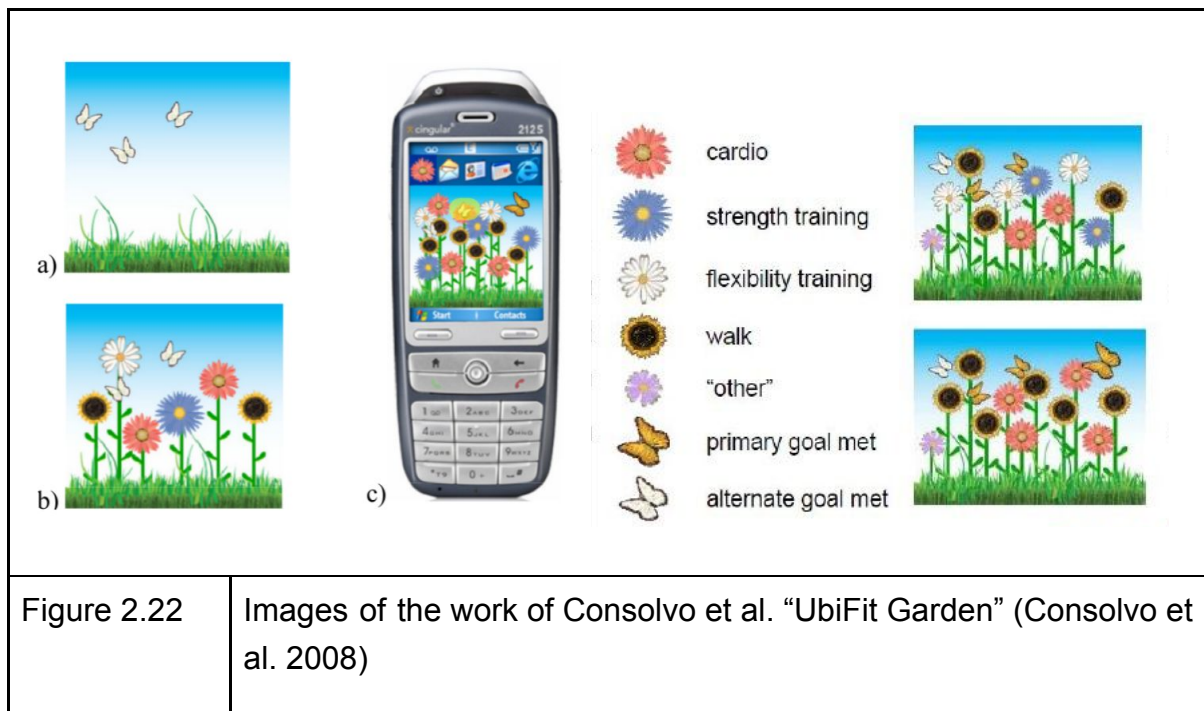 a)
b)
c)
cingular
2125
Start
Contacts
cardio
strength training
flexibility training
walk
“other”
primary goal met
alternate goal met
Figure 2.22
Images of the work of Consolvo et al. “UbiFit Garden” (Consolvo et
al. 2008)